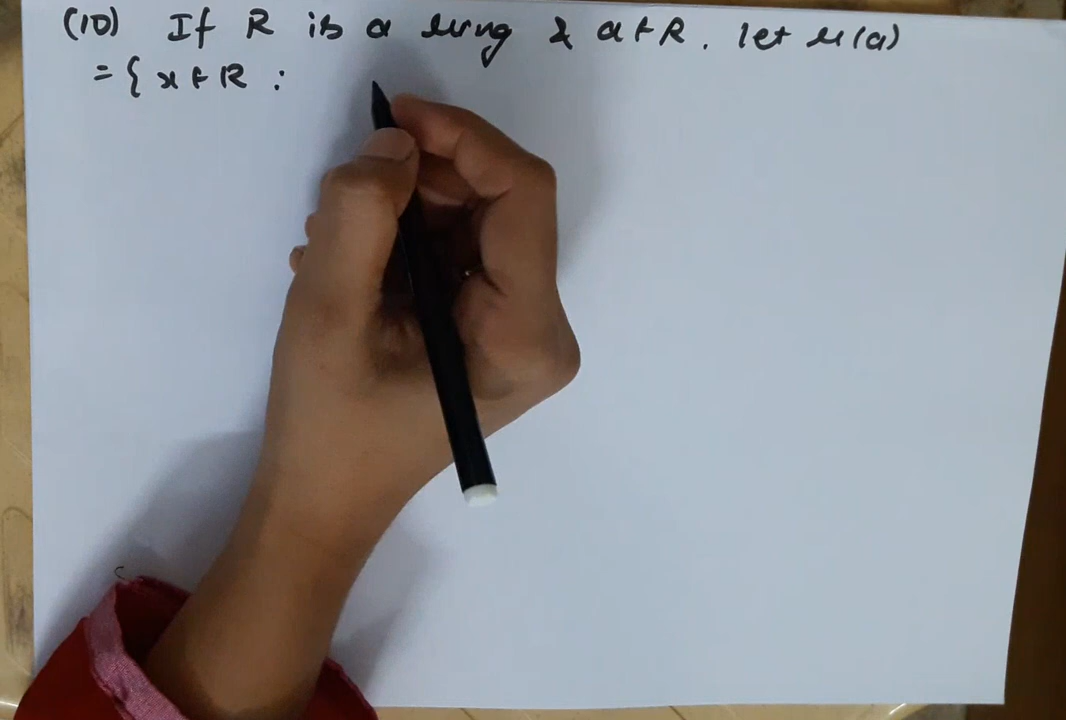 (10) If R is a ring & a ∈ R. let r(a)
= { x ∈ R :